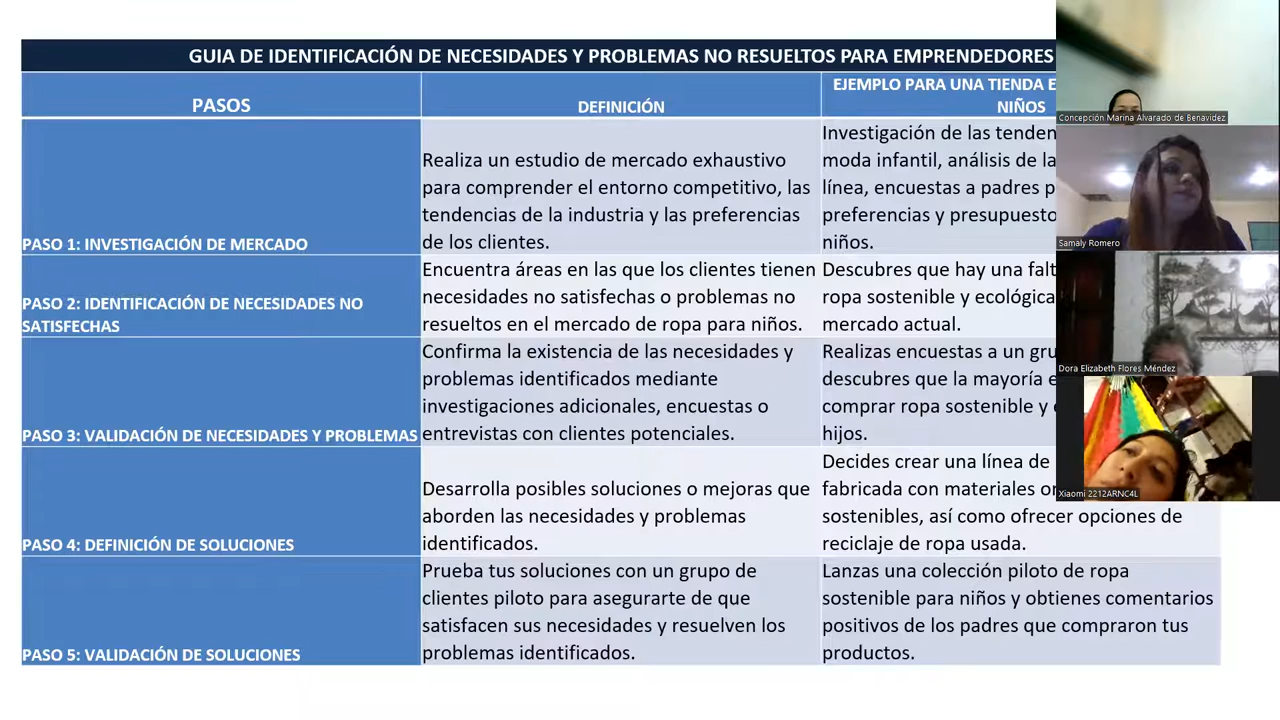 GUIA DE IDENTIFICACIÓN DE NECESIDADES Y PROBLEMAS NO RESUELTOS PARA EMPRENDEDORES
PASOS
DEFINICIÓN
EJEMPLO PARA UNA TIENDA
NIÑOS
PASO 1: INVESTIGACIÓN DE MERCADO
Realiza un estudio de mercado exhaustivo
para comprender el entorno competitivo, las
tendencias de la industria y las preferencias
de los clientes.
Investigación de las
moda infantil, análisis de
línea, encuestas a padres
preferencias y presupuesto
niños.
PASO 2: IDENTIFICACIÓN DE NECESIDADES NO
SATISFECHAS
Encuentra áreas en las que los clientes tienen
necesidades no satisfechas o problemas no
resueltos en el mercado de ropa para niños.
Descubres que hay una
ropa sostenible y ecológica
mercado actual.
PASO 3: VALIDACIÓN DE NECESIDADES Y PROBLEMAS
Confirma la existencia de las necesidades y
problemas identificados mediante
investigaciones adicionales, encuestas o
entrevistas con clientes potenciales.
Realizas encuestas a un
descubres que la mayoría
comprar ropa sostenible y
hijos.
PASO 4: DEFINICIÓN DE SOLUCIONES
Desarrolla posibles soluciones o mejoras que
aborden las necesidades y problemas
identificados.
Decides crear una línea de
fabricada con materiales
sostenibles, así como ofrecer opciones de
reciclaje de ropa usada.
PASO 5: VALIDACIÓN DE SOLUCIONES
Prueba tus soluciones con un grupo de
clientes piloto para asegurarte de que
satisfacen sus necesidades y resuelven los
problemas identificados.
Lanzas una colección piloto de ropa
sostenible para niños y obtienes comentarios
positivos de los padres que compraron tus
productos.
Concepción Marina Alvarado de Benavidez
Samaly Romero
Dora Elizabeth Flores Méndez
Xiaomi 2212ARNC4L